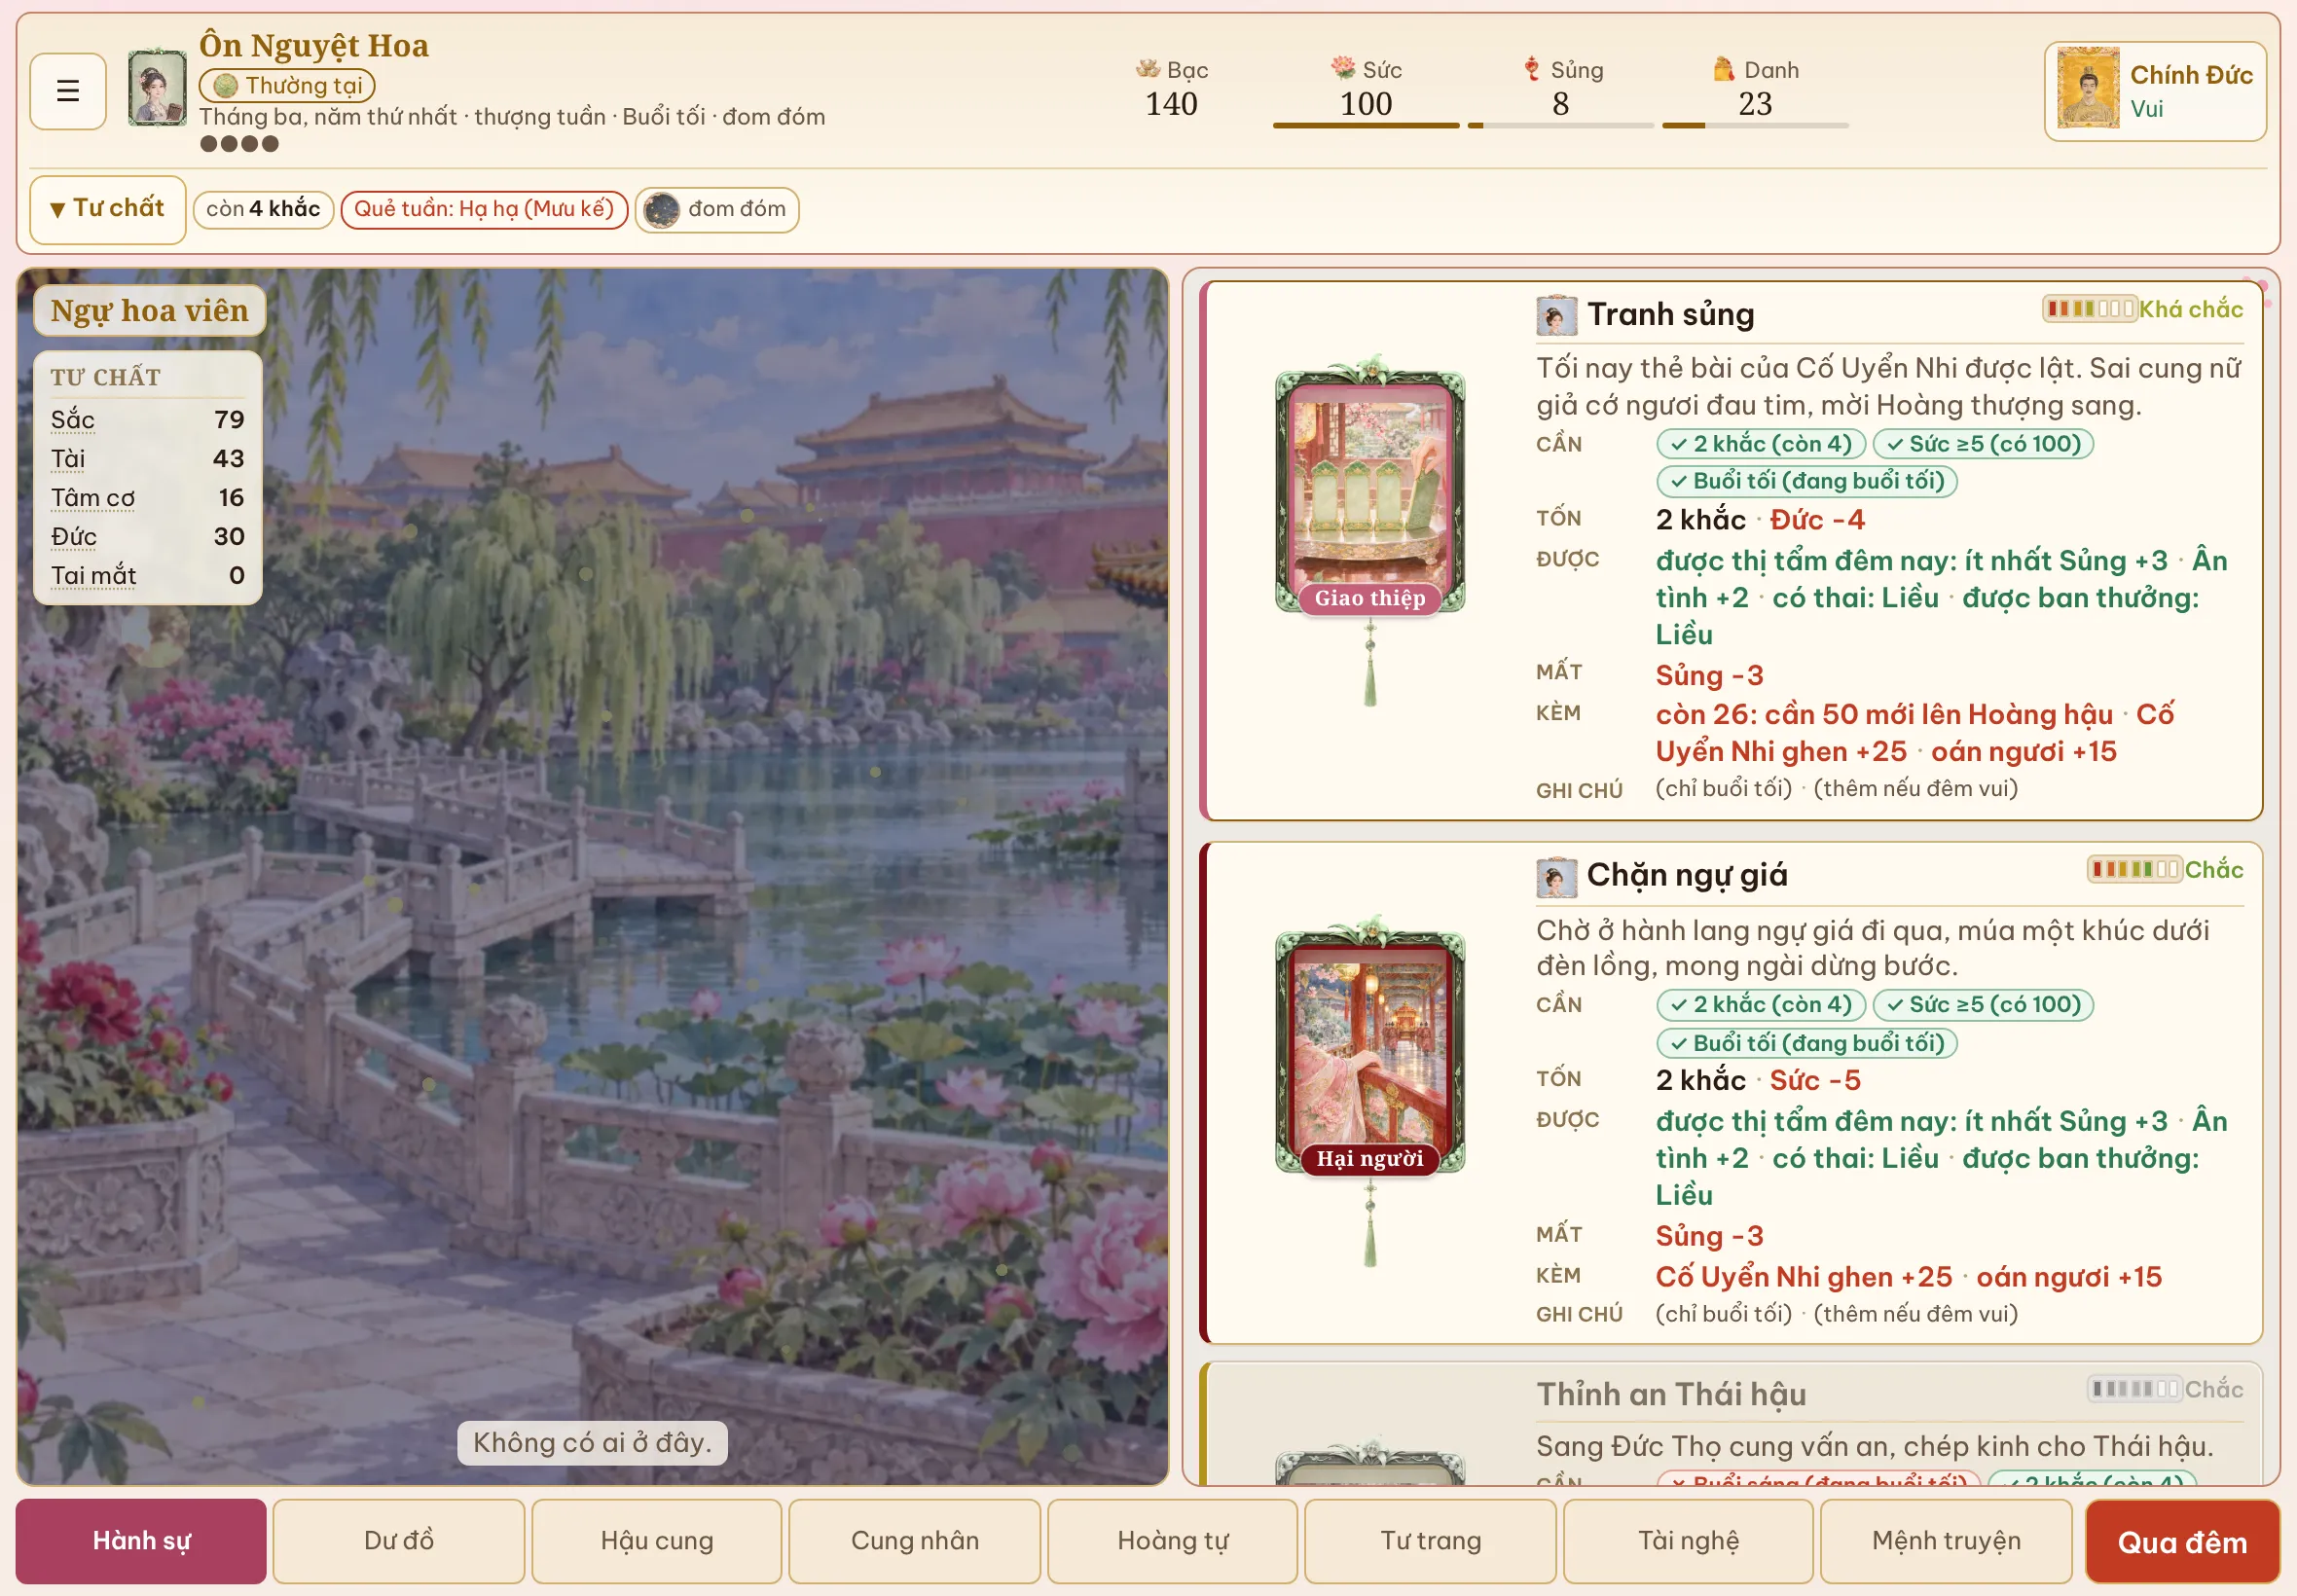 ☰
Ôn Nguyệt Hoa
Thường tại
Tháng ba, năm thứ nhất · thượng tuần · Buổi tối · đom đóm
Bạc
140
Sức
100
Sủng
8
Danh
23
Chính Đức
Vui
▼ Tư chất
còn 4 khắc
Quẻ tuần: Hạ hạ (Mưu kế)
đom đóm
Ngự hoa viên
TƯ CHẤT
Sắc 79
Tài 43
Tâm cơ 16
Đức 30
Tai mắt 0
Không có ai ở đây.
Tranh sủng
Khá chắc
Giao thiệp
Tối nay thẻ bài của Cố Uyển Nhi được lật. Sai cung nữ
giả cớ ngươi đau tim, mời Hoàng thượng sang.
CẦN ✓ 2 khắc (còn 4) ✓ Sức ≥5 (có 100)
✓ Buổi tối (đang buổi tối)
TỐN 2 khắc · Đức -4
ĐƯỢC được thị tẩm đêm nay: ít nhất Sủng +3 · Ân
tình +2 · có thai: Liều · được ban thưởng:
Liều
MẤT Sủng -3
KÈM còn 26: cần 50 mới lên Hoàng hậu · Cố
Uyển Nhi ghen +25 · oán ngươi +15
GHI CHÚ (chỉ buổi tối) · (thêm nếu đêm vui)
Chặn ngự giá
Chắc
Hại người
Chờ ở hành lang ngự giá đi qua, múa một khúc dưới
đèn lồng, mong ngài dừng bước.
CẦN ✓ 2 khắc (còn 4) ✓ Sức ≥5 (có 100)
✓ Buổi tối (đang buổi tối)
TỐN 2 khắc · Sức -5
ĐƯỢC được thị tẩm đêm nay: ít nhất Sủng +3 · Ân
tình +2 · có thai: Liều · được ban thưởng:
Liều
MẤT Sủng -3
KÈM Cố Uyển Nhi ghen +25 · oán ngươi +15
GHI CHÚ (chỉ buổi tối) · (thêm nếu đêm vui)
Thỉnh an Thái hậu
Chắc
Sang Đức Thọ cung vấn an, chép kinh cho Thái hậu.
CẦN × Buổi sáng (đang buổi tối) ✓ 2 khắc (còn 4)
Hành sự
Dư đồ
Hậu cung
Cung nhân
Hoàng tự
Tư trang
Tài nghệ
Mệnh truyện
Qua đêm